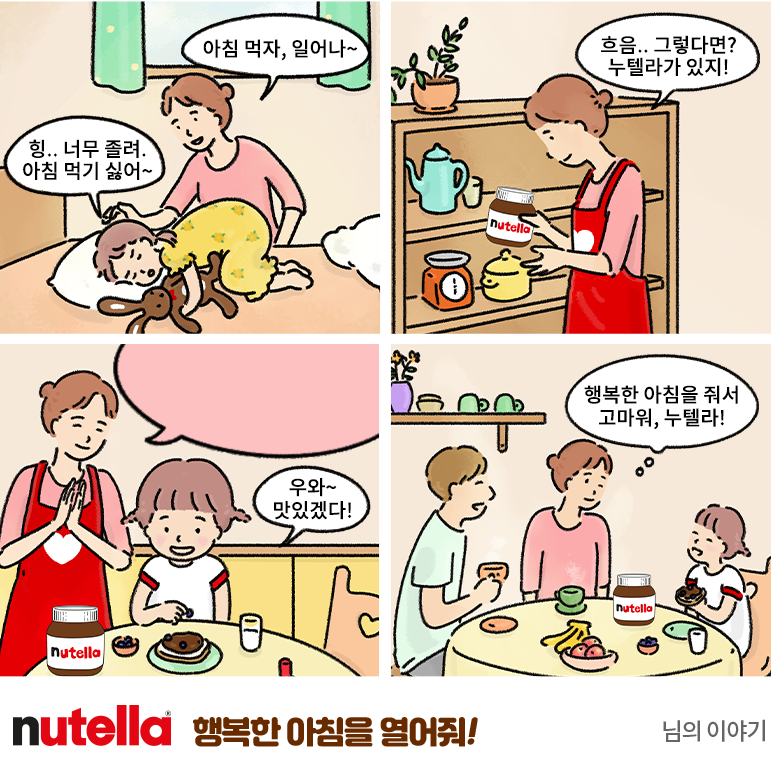 아침 먹자, 일어나~
힝.. 너무 졸려.
아침 먹기 싫어~
흐음.. 그렇다면?
누텔라가 있지!
nutella
우와~
맛있겠다!
nutella
행복한 아침을 줘서
고마워, 누텔라!
nutella
nutella® 행복한 아침을 열어줘!
님의 이야기